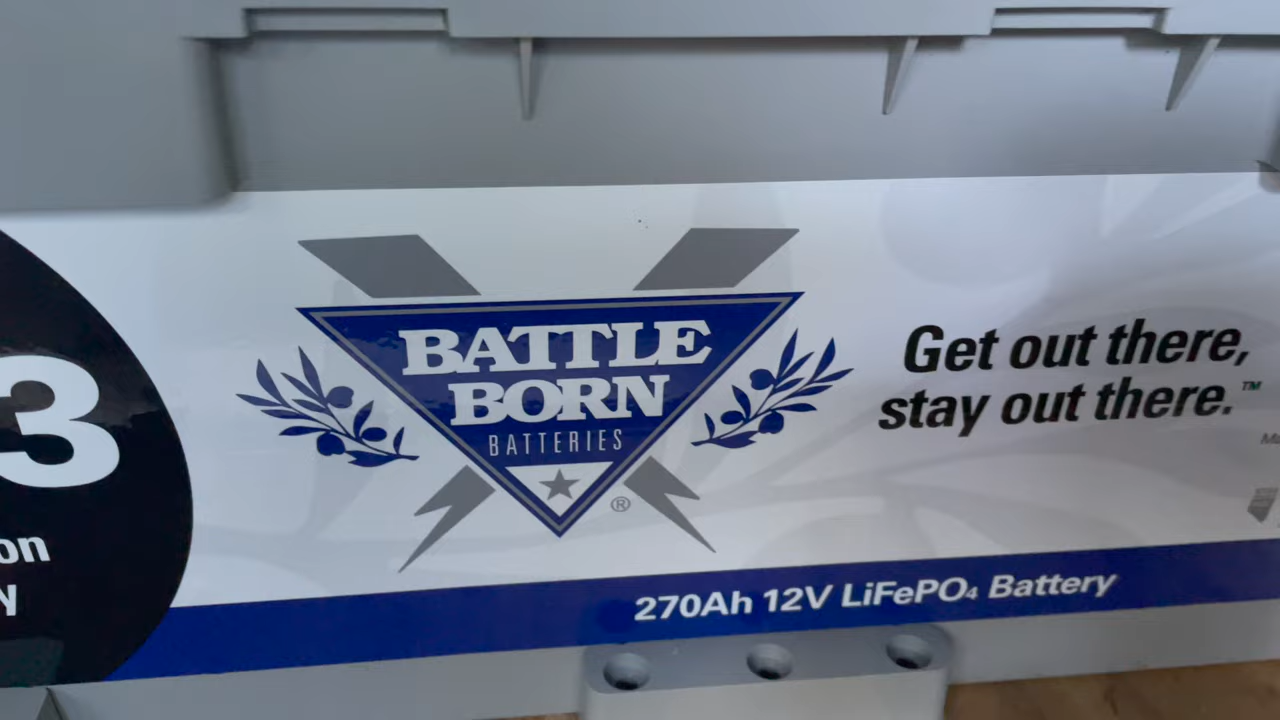 3
on
N
BATTLE
BORN
BATTERIES
®
Get out there,
stay out there.™
270Ah 12V LiFePO₄ Battery